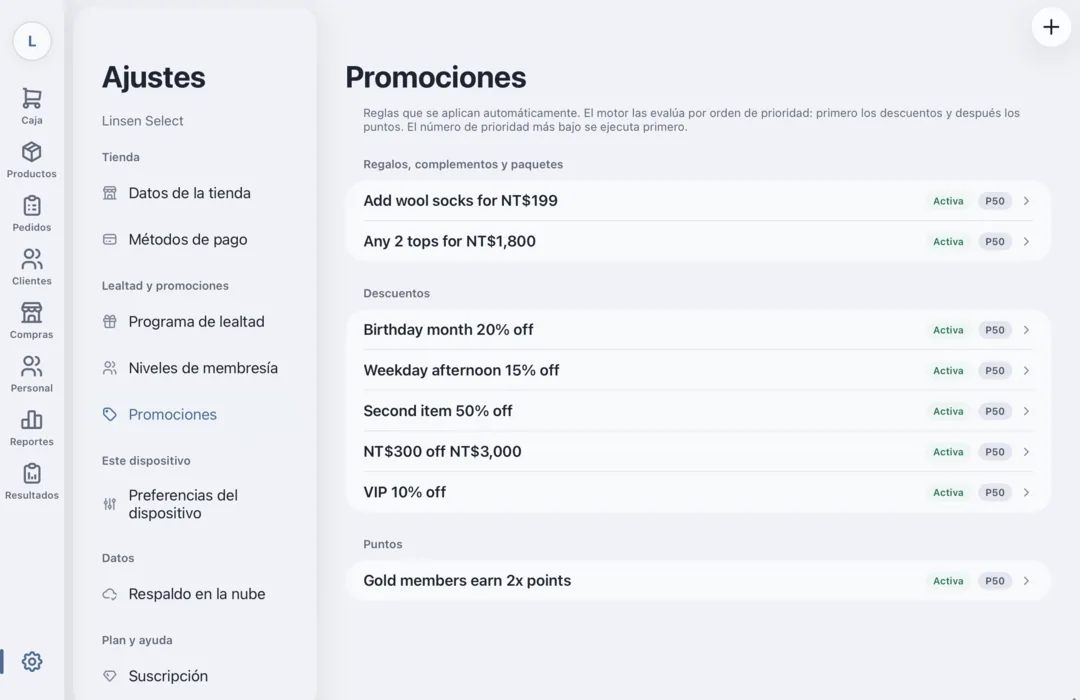 L
Caja
Productos
Pedidos
Clientes
Compras
Personal
Reportes
Resultados
Ajustes
Linsen Select
Tienda
Datos de la tienda
Métodos de pago
Lealtad y promociones
Programa de lealtad
Niveles de membresía
Promociones
Este dispositivo
Preferencias del
dispositivo
Datos
Respaldo en la nube
Plan y ayuda
Suscripción
Promociones
Reglas que se aplican automáticamente. El motor las evalúa por orden de prioridad: primero los descuentos y después los
puntos. El número de prioridad más bajo se ejecuta primero.
Regalos, complementos y paquetes
Add wool socks for NT$199 Activa P50
Any 2 tops for NT$1,800 Activa P50
Descuentos
Birthday month 20% off Activa P50
Weekday afternoon 15% off Activa P50
Second item 50% off Activa P50
NT$300 off NT$3,000 Activa P50
VIP 10% off Activa P50
Puntos
Gold members earn 2x points Activa P50